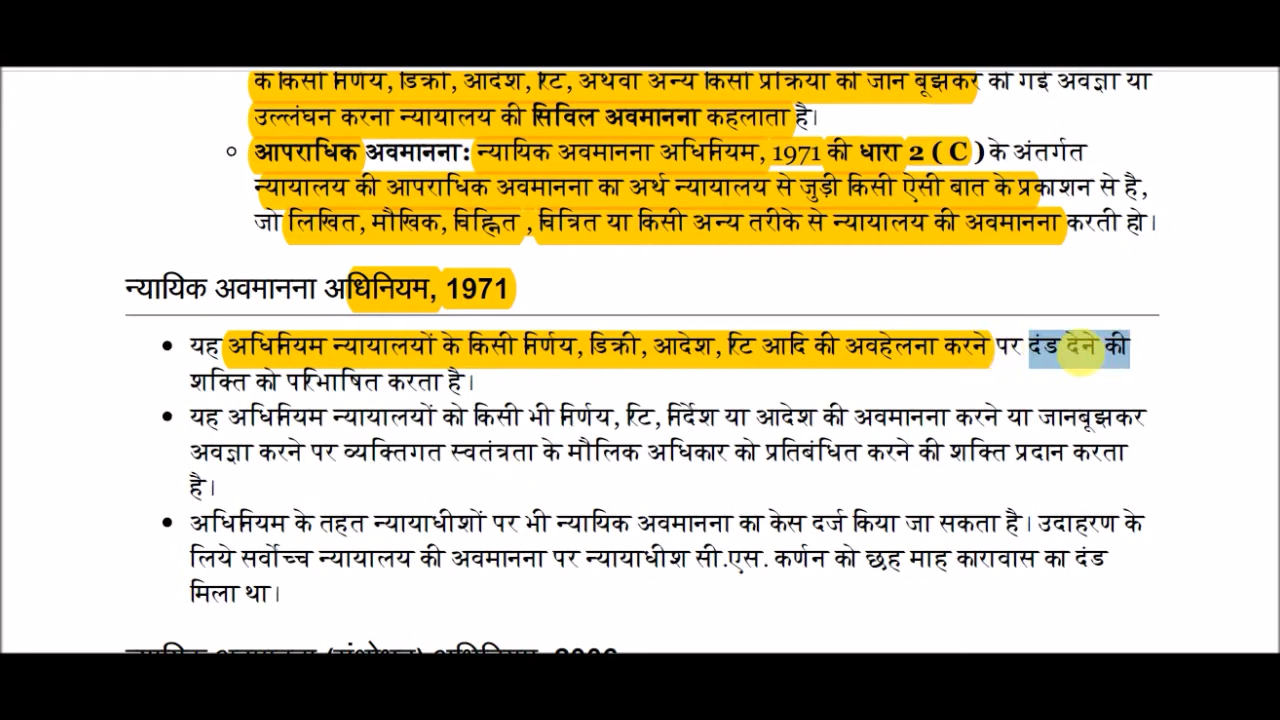 के किसी निर्णय, डिक्री, आदेश, रिट, अथवा अन्य किसी प्रक्रिया की जान बूझकर की गई अवज्ञा या
उल्लंघन करना न्यायालय की सिविल अवमानना कहलाता है।
आपराधिक अवमानना: न्यायिक अवमानना अधिनियम, 1971 की धारा 2 ( C ) के अंतर्गत
न्यायालय की आपराधिक अवमानना का अर्थ न्यायालय से जुड़ी किसी ऐसी बात के प्रकाशन से है,
जो लिखित, मौखिक, चिह्नित , चित्रित या किसी अन्य तरीके से न्यायालय की अवमानना करती हो।
न्यायिक अवमानना अधिनियम, 1971
यह अधिनियम न्यायालयों के किसी निर्णय, डिक्री, आदेश, रिट आदि की अवहेलना करने पर दंड देने की
शक्ति को परिभाषित करता है।
यह अधिनियम न्यायालयों को किसी भी निर्णय, रिट, निर्देश या आदेश की अवमानना करने या जानबूझकर
अवज्ञा करने पर व्यक्तिगत स्वतंत्रता के मौलिक अधिकार को प्रतिबंधित करने की शक्ति प्रदान करता
है।
अधिनियम के तहत न्यायाधीशों पर भी न्यायिक अवमानना का केस दर्ज किया जा सकता है। उदाहरण के
लिये सर्वोच्च न्यायालय की अवमानना पर न्यायाधीश सी.एस. कर्णन को छह माह कारावास का दंड
मिला था।
न्यायिक अवमानना (संशोधन) अधिनियम,